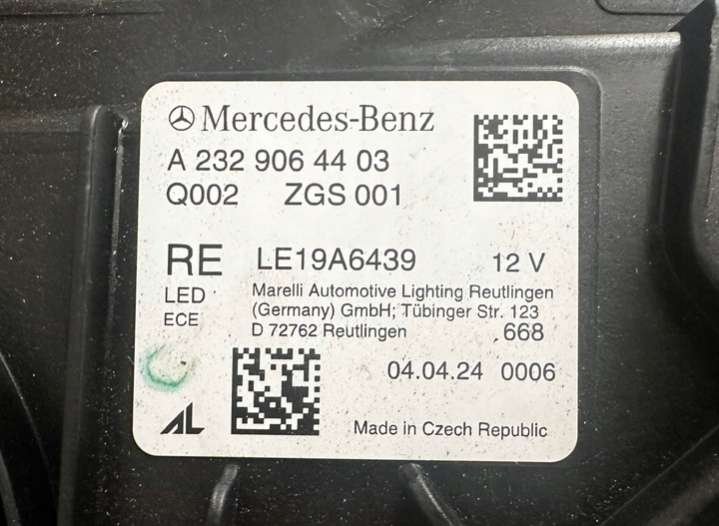 Mercedes-Benz
A 232 906 44 03
Q002 ZGS 001
RE LE19A6439 12 V
LED Marelli Automotive Lighting Reutlingen
(Germany) GmbH; Tübinger Str. 123
ECE
D 72762 Reutlingen .668
04.04.24 0006
AL Made in Czech Republic